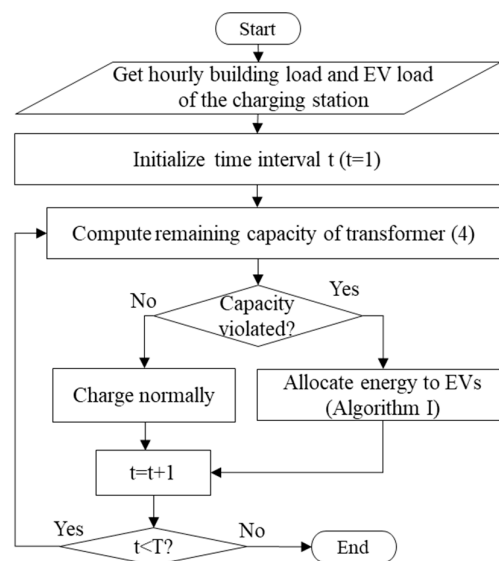 Start
Get hourly building load and EV load
of the charging station
Initialize time interval t (t=1)
Compute remaining capacity of transformer (4)
No
Yes
Capacity
violated?
Charge normally
Allocate energy to EVs
(Algorithm I)
t=t+1
Yes
t<T?
No
End